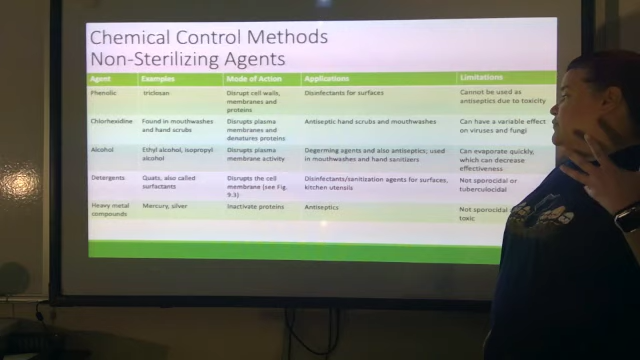 Chemical Control Methods
Non-Sterilizing Agents
Agent Examples Mode of Action Applications Limitations
Phenolic triclosan Disrupt cell walls, Disinfectants for surfaces Cannot be used as
membranes and antiseptics due to toxicity
proteins
Chlorhexidine Found in mouthwashes Disrupts plasma Antiseptic hand scrubs and mouthwashes Can have a variable effect
and hand scrubs membranes and on viruses and fungi
denatures proteins
Alcohol Ethyl alcohol, isopropyl Disrupts plasma Degerming agents and also antiseptics; used Can evaporate quickly,
alcohol membrane activity in mouthwashes and hand sanitizers which can decrease
effectiveness
Detergents Quats, also called Disrupts the cell Disinfectants/sanitization agents for surfaces, Not sporocidal or
surfactants membrane (see Fig. kitchen utensils tuberculocidal
9.3)
Heavy metal Mercury, silver Inactivate proteins Antiseptics Not sporocidal
compounds toxic